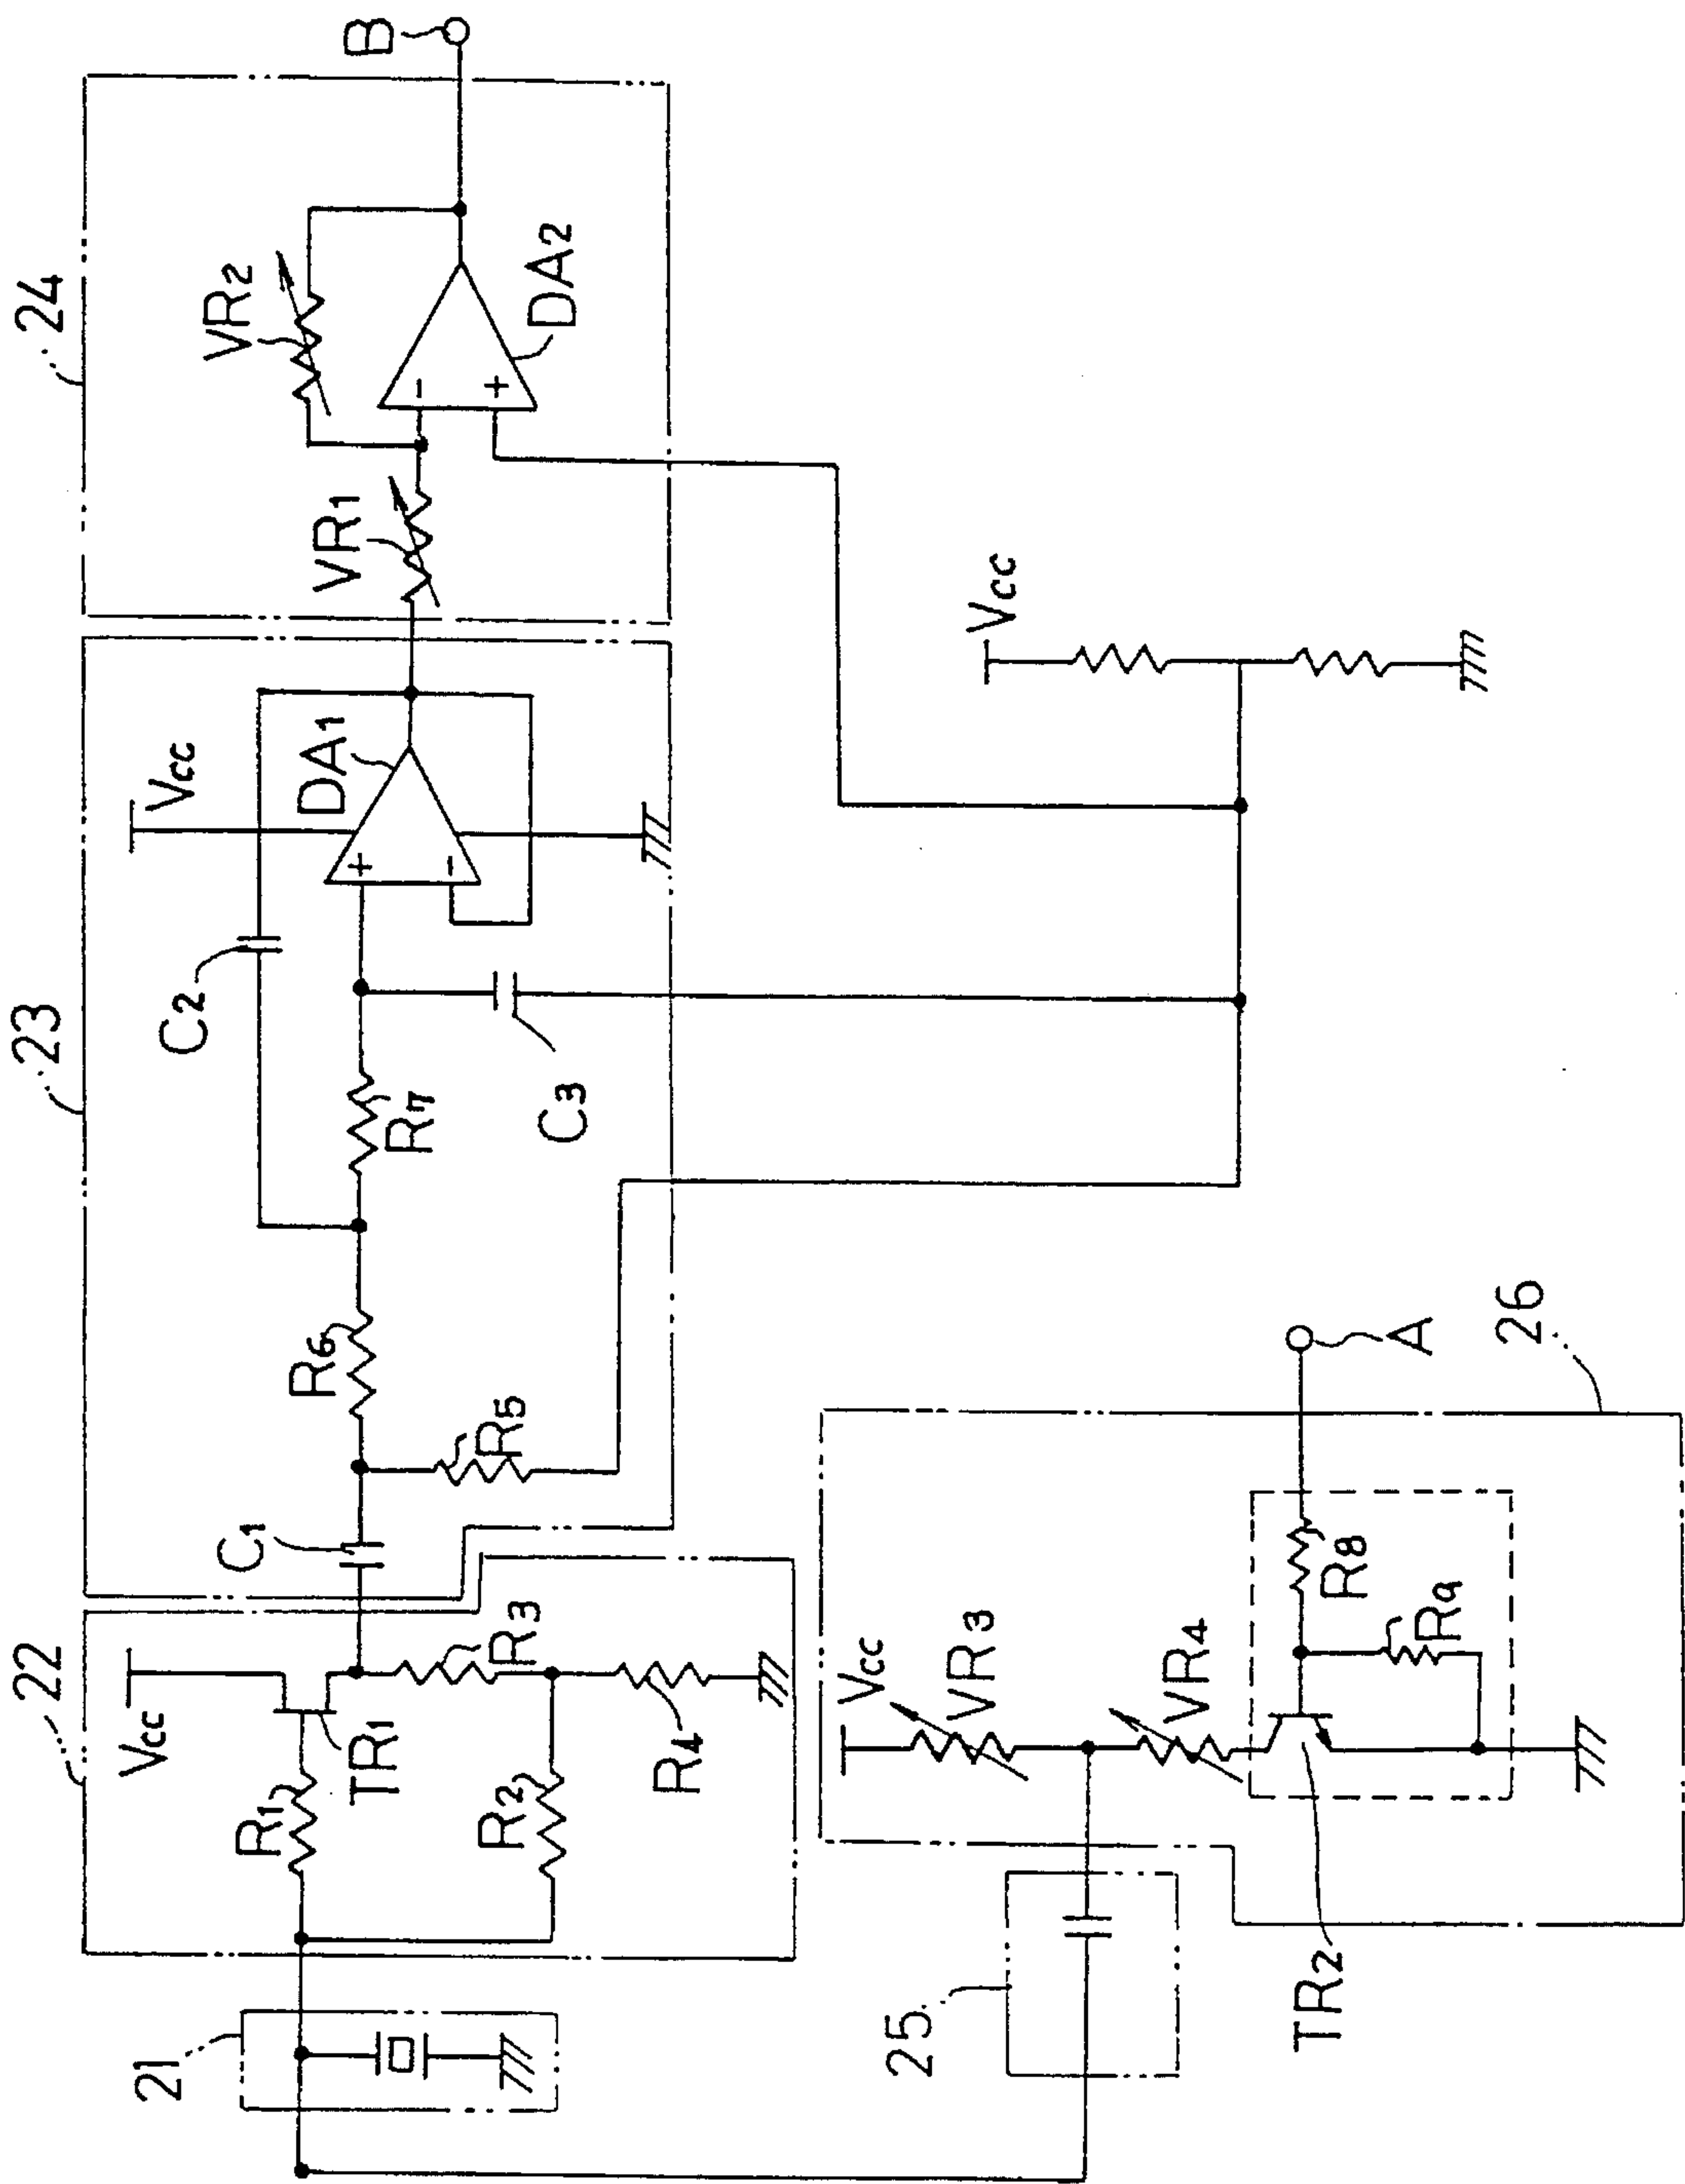 21
22
23
24
Vcc
R1
TR1
R2
R3
R4
C1
R5
R6
R7
C2
C3
Vcc
DA1
+
-
VR1
VR2
DA2
-
+
B
Vcc
25
26
Vcc
VR3
VR4
TR2
R8
R9
A